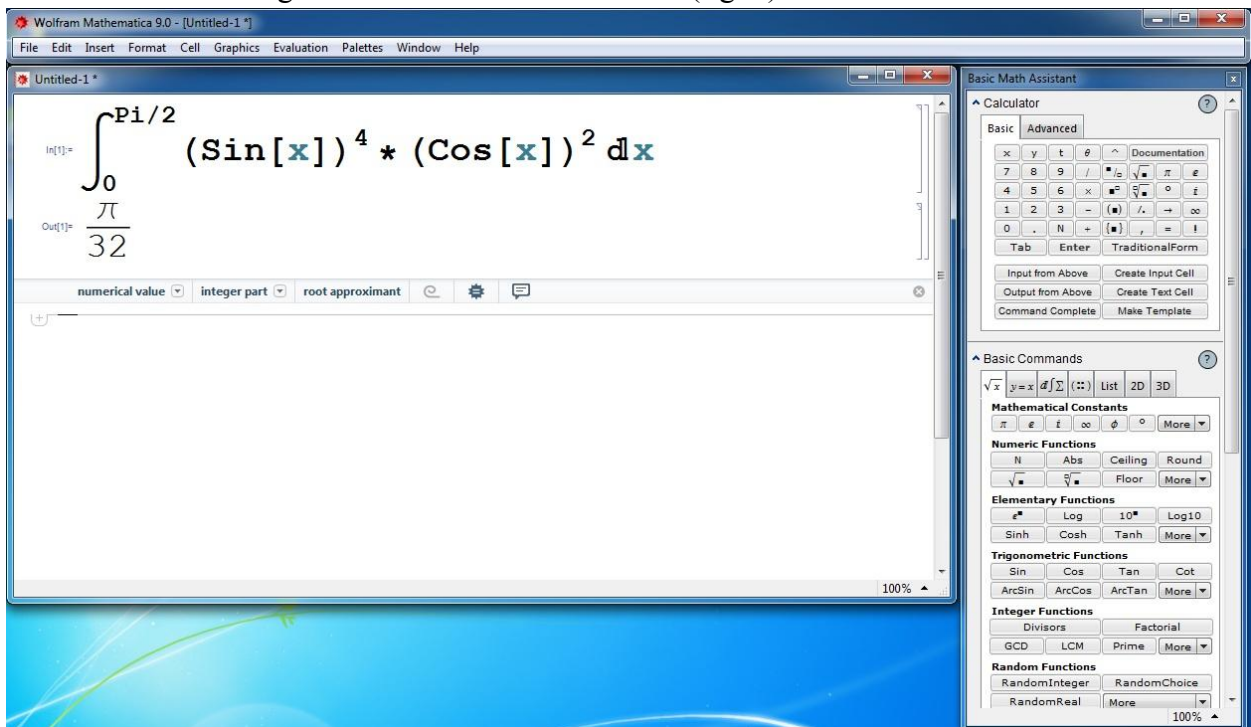 Wolfram Mathematica 9.0 - [Untitled-1 *]
File Edit Insert Format Cell Graphics Evaluation Palettes Window Help
Untitled-1 *
In[1]:= ∫₀^Pi/2 (Sin[x])⁴ * (Cos[x])² ⅆx
Out[1]= π/32
numerical value integer part root approximant
100%
Basic Math Assistant
Calculator ?
Basic Advanced
x y t θ ^ Documentation
7 8 9 / ■/□ √■ π ⅇ
4 5 6 × ■□ □√■ ° ⅈ
1 2 3 - (■) /. → ∞
0 . N + {■} , = !
Tab Enter TraditionalForm
Input from Above Create Input Cell
Output from Above Create Text Cell
Command Complete Make Template
Basic Commands ?
√x y=x ⅆ∫Σ (::) List 2D 3D
Mathematical Constants
π ⅇ ⅈ ∞ ϕ ° More
Numeric Functions
N Abs Ceiling Round
√■ □√■ Floor More
Elementary Functions
ⅇ■ Log 10■ Log10
Sinh Cosh Tanh More
Trigonometric Functions
Sin Cos Tan Cot
ArcSin ArcCos ArcTan More
Integer Functions
Divisors Factorial
GCD LCM Prime More
Random Functions
RandomInteger RandomChoice
RandomReal More
100%